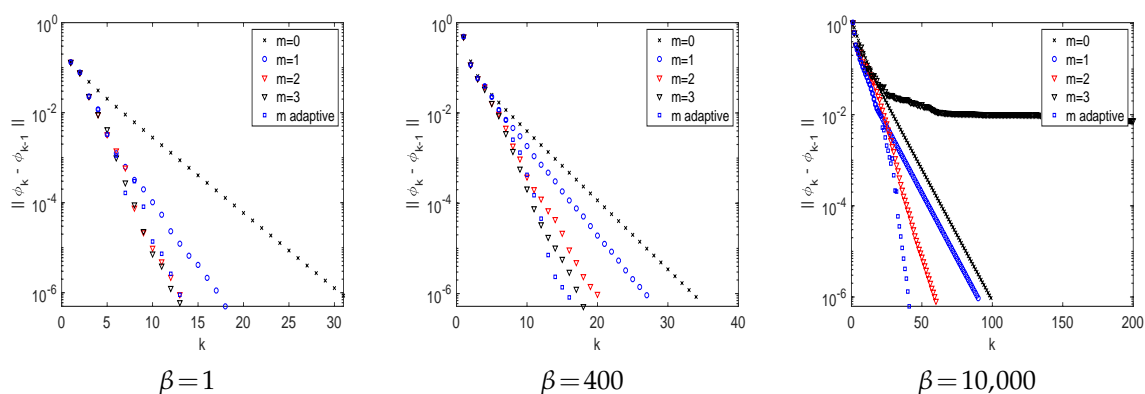 10^0
10^-2
10^-4
10^-6
|| ϕ_k - ϕ_k-1 ||
0 5 10 15 20 25 30
k
m=0
m=1
m=2
m=3
m adaptive
β=1
10^0
10^-2
10^-4
10^-6
|| ϕ_k - ϕ_k-1 ||
0 10 20 30 40
k
m=0
m=1
m=2
m=3
m adaptive
β=400
10^0
10^-2
10^-4
10^-6
|| ϕ_k - ϕ_k-1 ||
0 50 100 150 200
k
m=0
m=1
m=2
m=3
m adaptive
β=10,000